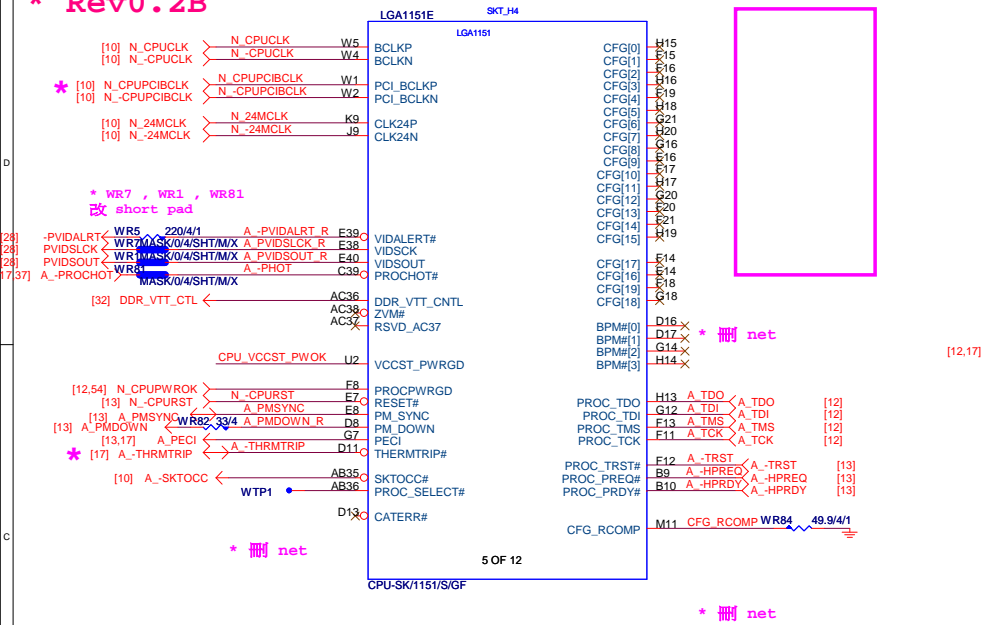 * Rev0.2B
LGA1151E SKT_H4
LGA1151
[10] N_CPUCLK N_CPUCLK W5 BCLKP CFG[0] H15
[10] N_-CPUCLK N_-CPUCLK W4 BCLKN CFG[1] F15
CFG[2] F16
* [10] N_CPUPCIBCLK N_CPUPCIBCLK W1 PCI_BCLKP CFG[3] H16
[10] N_-CPUPCIBCLK N_-CPUPCIBCLK W2 PCI_BCLKN CFG[4] F19
CFG[5] H18
[10] N_24MCLK N_24MCLK K9 CLK24P CFG[6] G21
[10] N_-24MCLK N_-24MCLK J9 CLK24N CFG[7] H20
CFG[8] G16
CFG[9] E16
D
CFG[10] F17
CFG[11] H17
* WR7 , WR1 , WR81
CFG[12] G20
改 short pad
CFG[13] F20
CFG[14] F21
[28] -PVIDALRT WR5 220/4/1 A_-PVIDALRT_R E39 VIDALERT# CFG[15] H19
[28] PVIDSLCK WR7 MASK/0/4/SHT/M/X A_PVIDSLCK_R E38 VIDSCK
[28] PVIDSOUT WR1 MASK/0/4/SHT/M/X A_PVIDSOUT_R E40 VIDSOUT CFG[17] E14
17,37] A_-PROCHOT WR81 A_-PHOT C39 PROCHOT# CFG[16] F14
MASK/0/4/SHT/M/X CFG[19] F18
[32] DDR_VTT_CTL AC36 DDR_VTT_CNTL CFG[18] G18
AC38 ZVM#
AC37 RSVD_AC37 BPM#[0] D16
BPM#[1] D17 * 刪 net
BPM#[2] G14 [12,17]
CPU_VCCST_PWOK U2 VCCST_PWRGD BPM#[3] H14
[12,54] N_CPUPWROK F8 PROCPWRGD
[13] N_-CPURST N_-CPURST E7 RESET# PROC_TDO H13 A_TDO A_TDO [12]
[13] A_PMSYNC A_PMSYNC E8 PM_SYNC PROC_TDI G12 A_TDI A_TDI [12]
[13] A_PMDOWN WR82 33/4 A_PMDOWN_R D8 PM_DOWN PROC_TMS F13 A_TMS A_TMS [12]
[13,17] A_PECI G7 PECI PROC_TCK F11 A_TCK A_TCK [12]
* [17] A_-THRMTRIP A_-THRMTRIP D11 THERMTRIP#
PROC_TRST# F12 A_-TRST A_-TRST [13]
[10] A_-SKTOCC AB35 SKTOCC# PROC_PREQ# B9 A_-HPREQ A_-HPREQ [13]
WTP1 AB36 PROC_SELECT# PROC_PRDY# B10 A_-HPRDY A_-HPRDY [13]
D13 CATERR#
CFG_RCOMP M11 CFG_RCOMP WR84 49.9/4/1
C
* 刪 net
5 OF 12
CPU-SK/1151/S/GF
* 刪 net